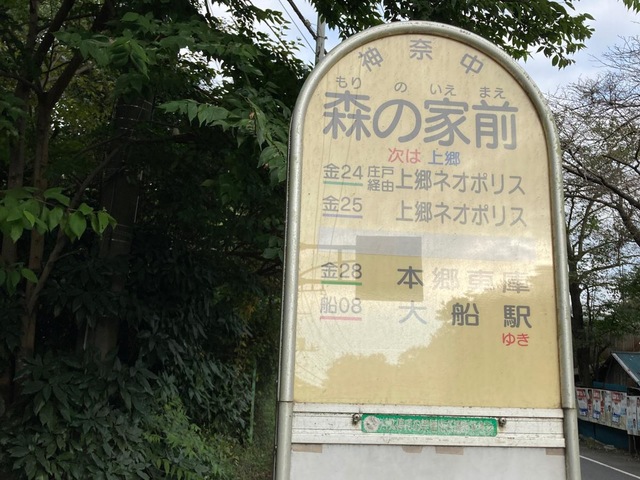 神奈中
もり の いえ まえ
森の家前
次は 上郷
金24 庄戸経由 上郷ネオポリス
金25 上郷ネオポリス
金28 本郷車庫
船08 大船駅
ゆき